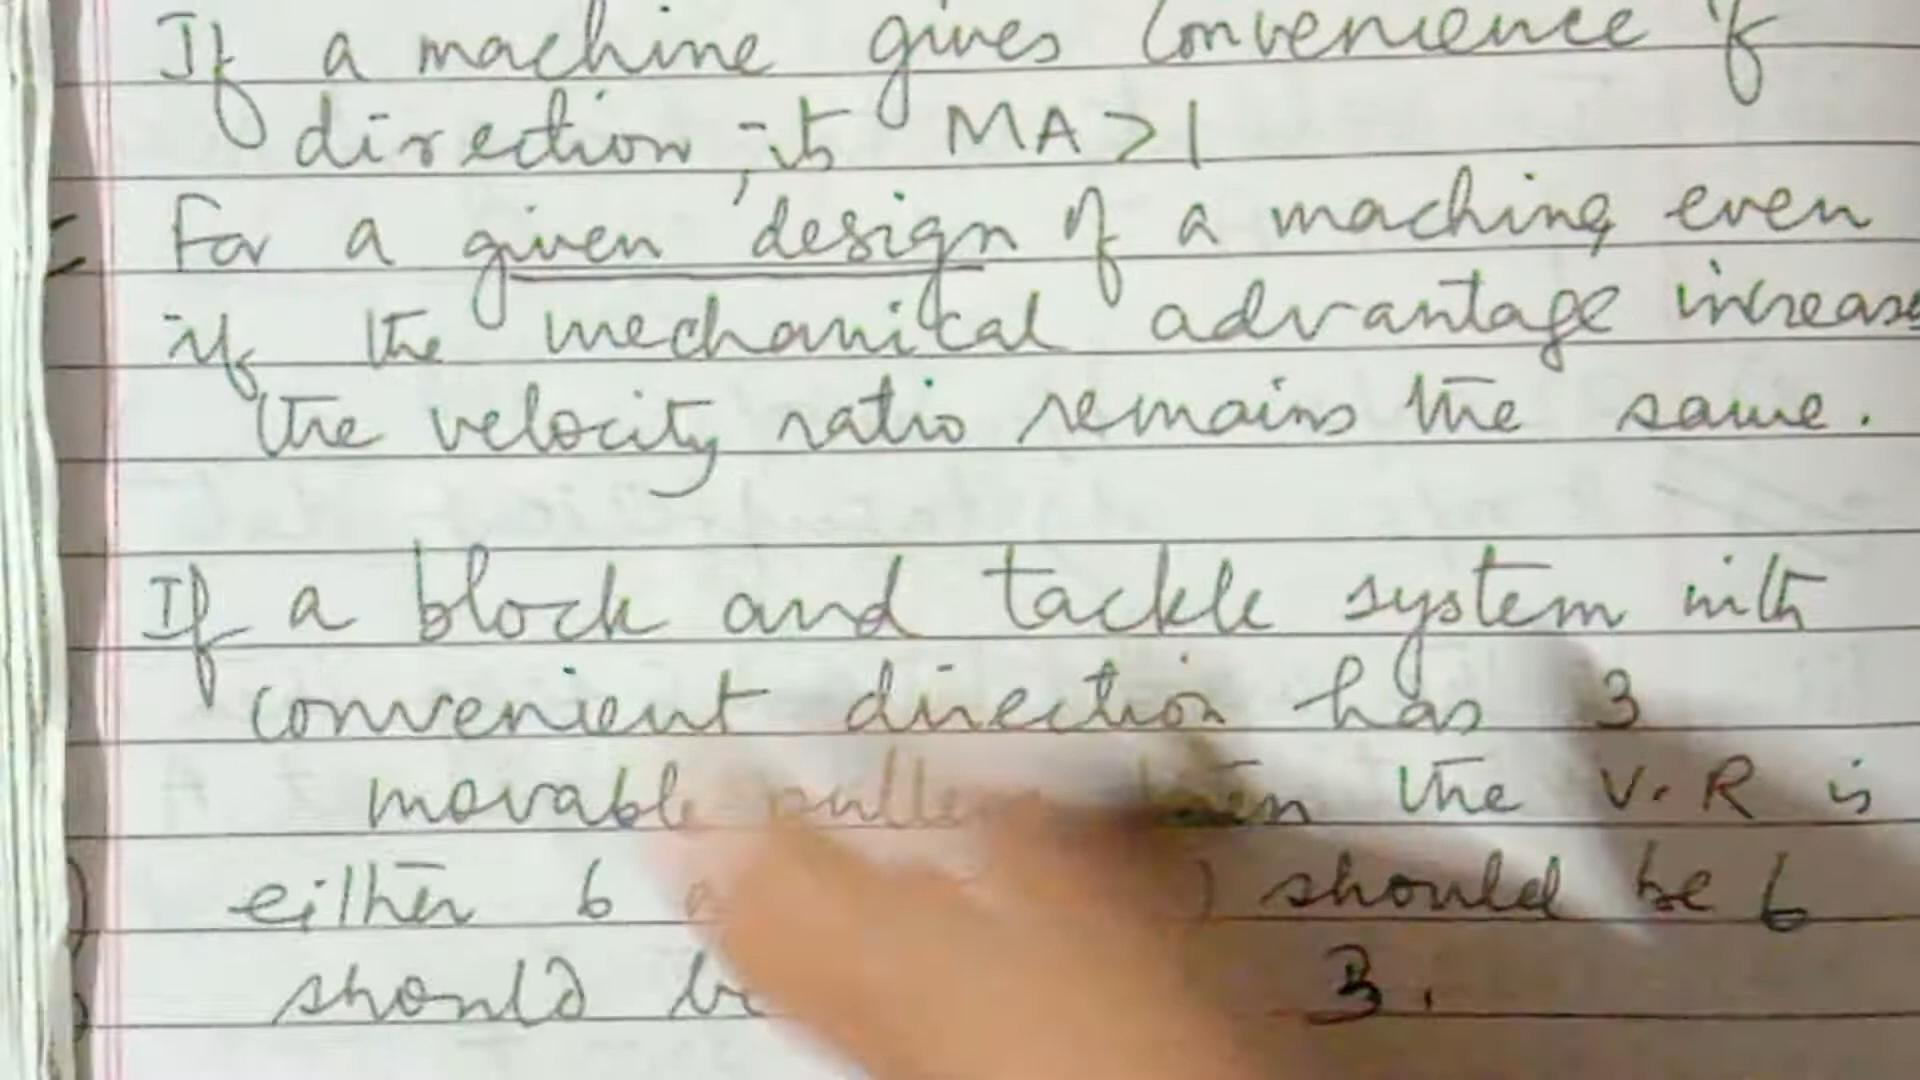 If a machine gives convenience of
direction, its MA > 1
For a given design of a machine, even
if the mechanical advantage increases
the velocity ratio remains the same.
If a block and tackle system with
convenient direction has 3
movable the V.R is
either 6 should be 6
should 3.